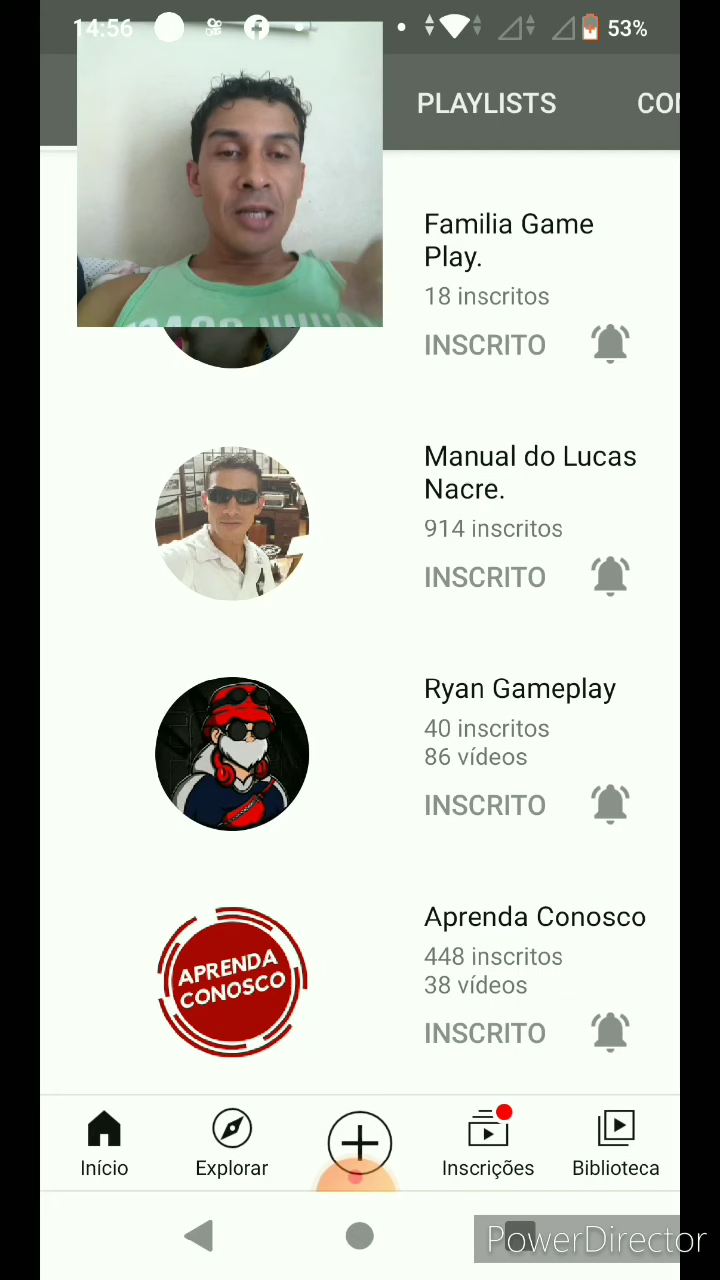 14:56
53%
PLAYLISTS
CO
Familia Game
Play.
18 inscritos
INSCRITO
Manual do Lucas
Nacre.
914 inscritos
INSCRITO
Ryan Gameplay
40 inscritos
86 vídeos
INSCRITO
APRENDA
CONOSCO
Aprenda Conosco
448 inscritos
38 vídeos
INSCRITO
Início
Explorar
Inscrições
Biblioteca
PowerDirector